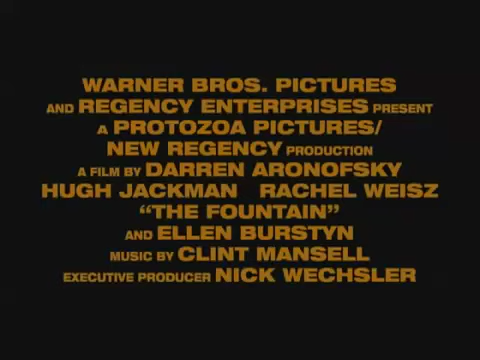 WARNER BROS. PICTURES
AND REGENCY ENTERPRISES PRESENT
A PROTOZOA PICTURES/
NEW REGENCY PRODUCTION
A FILM BY DARREN ARONOFSKY
HUGH JACKMAN RACHEL WEISZ
“THE FOUNTAIN”
AND ELLEN BURSTYN
MUSIC BY CLINT MANSELL
EXECUTIVE PRODUCER NICK WECHSLER